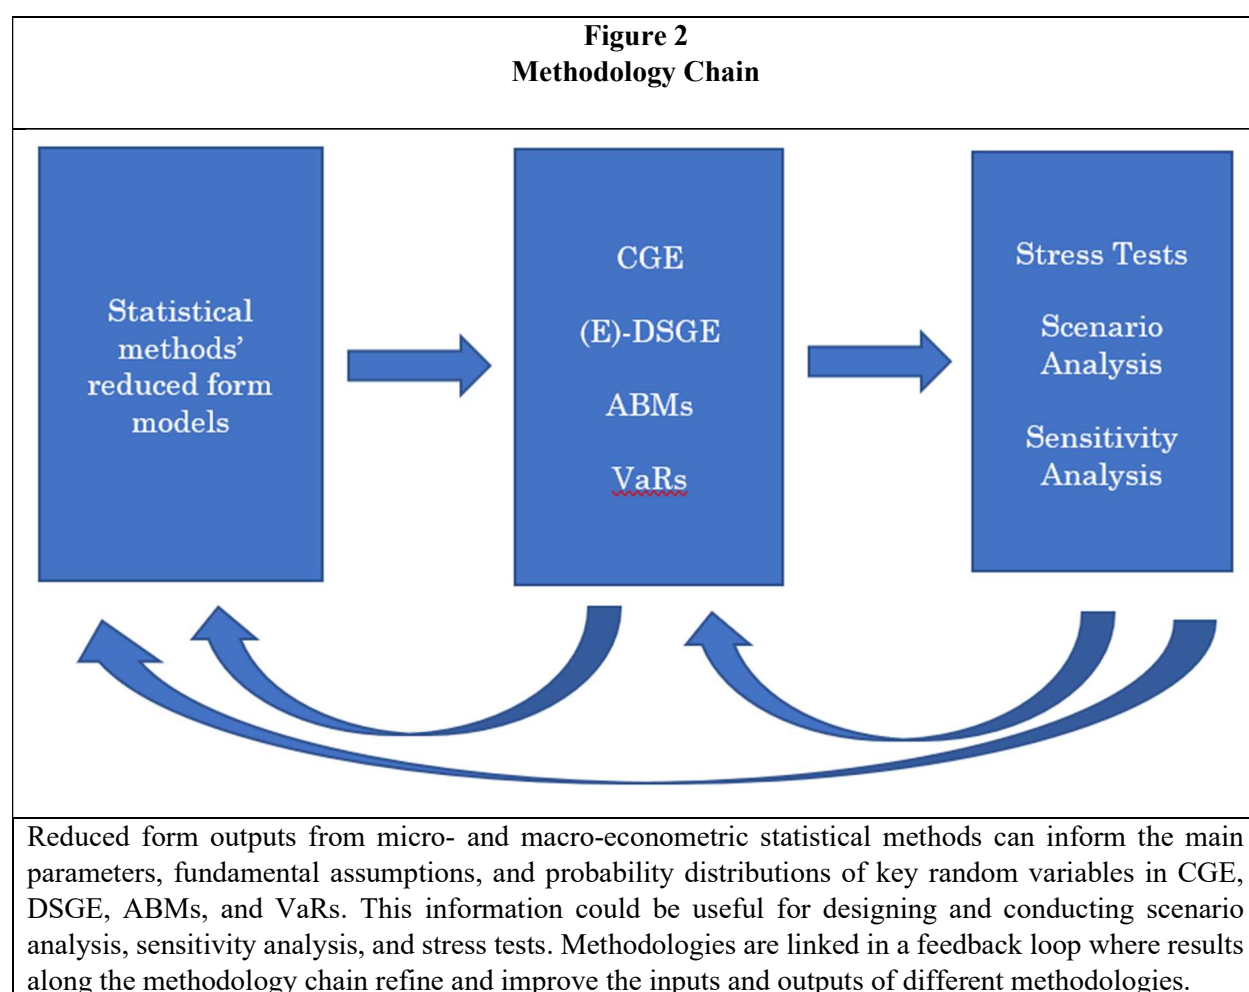 Figure 2
Methodology Chain
Statistical
methods’
reduced form
models
CGE
(E)-DSGE
ABMs
VaRs
Stress Tests
Scenario
Analysis
Sensitivity
Analysis
Reduced form outputs from micro- and macro-econometric statistical methods can inform the main
parameters, fundamental assumptions, and probability distributions of key random variables in CGE,
DSGE, ABMs, and VaRs. This information could be useful for designing and conducting scenario
analysis, sensitivity analysis, and stress tests. Methodologies are linked in a feedback loop where results
along the methodology chain refine and improve the inputs and outputs of different methodologies.